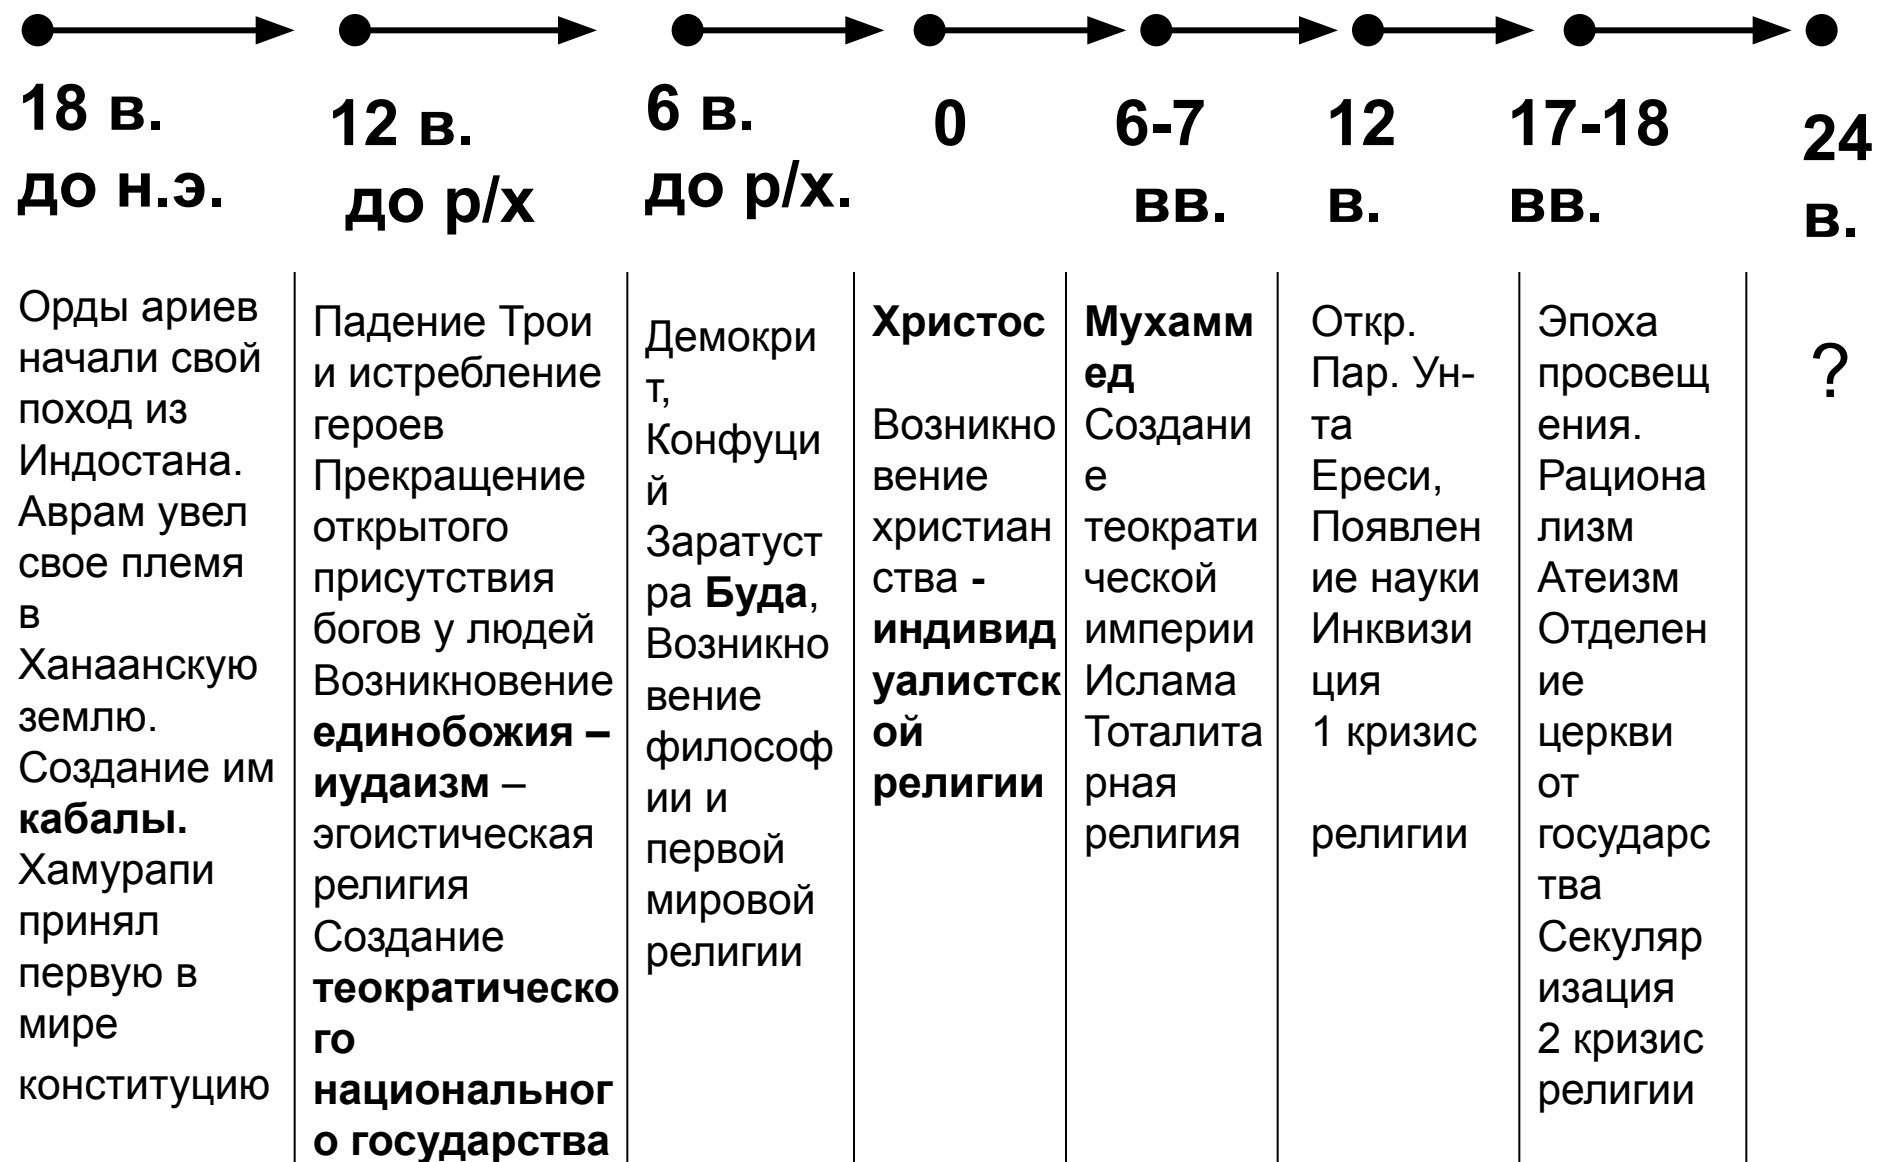 18 в.
до н.э.
12 в.
до р/х
6 в.
до р/х.
0
6-7
вв.
12
в.
17-18
вв.
24
в.
Орды ариев
начали свой
поход из
Индостана.
Аврам увел
свое племя
в
Ханаанскую
землю.
Создание им
кабалы.
Хамурапи
принял
первую в
мире
конституцию
Падение Трои
и истребление
героев
Прекращение
открытого
присутствия
богов у людей
Возникновение
единобожия –
иудаизм –
эгоистическая
религия
Создание
теократическо
го
национальног
о государства
Демокри
т,
Конфуци
й
Заратуст
ра Буда,
Возникно
вение
философ
ии и
первой
мировой
религии
Христос
Возникно
вение
христиан
ства -
индивид
уалистск
ой
религии
Мухамм
ед
Создани
е
теократи
ческой
империи
Ислама
Тоталита
рная
религия
Откр.
Пар. Ун-
та
Ереси,
Появлен
ие науки
Инквизи
ция
1 кризис
религии
Эпоха
просвещ
ения.
Рациона
лизм
Атеизм
Отделен
ие
церкви
от
государс
тва
Секуляр
изация
2 кризис
религии
?